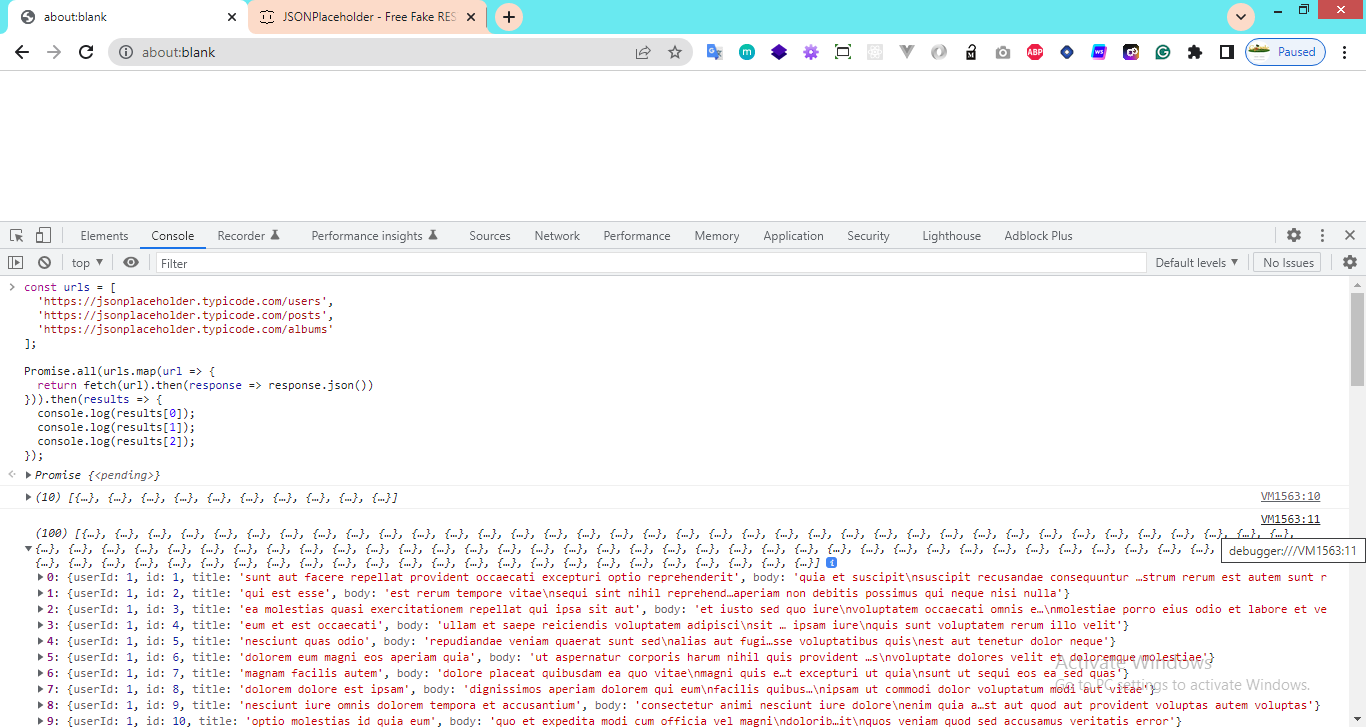 about:blank
JSONPlaceholder - Free Fake RES
about:blank
Paused
Elements Console Recorder Performance insights Sources Network Performance Memory Application Security Lighthouse Adblock Plus
top ▼ Filter Default levels ▼ No Issues
const urls = [
'https://jsonplaceholder.typicode.com/users',
'https://jsonplaceholder.typicode.com/posts',
'https://jsonplaceholder.typicode.com/albums'
];
Promise.all(urls.map(url => {
return fetch(url).then(response => response.json())
})).then(results => {
console.log(results[0]);
console.log(results[1]);
console.log(results[2]);
});
Promise {<pending>}
(10) [{…}, {…}, {…}, {…}, {…}, {…}, {…}, {…}, {…}, {…}] VM1563:10
VM1563:11
(100) [{…}, {…}, {…}, {…}, {…}, {…}, {…}, {…}, {…}, {…}, {…}, {…}, {…}, {…}, {…}, {…}, {…}, {…}, {…}, {…}, {…}, {…}, {…}, {…}, {…}, {…}, {…}, {…}, {…}, {…}, {…}, {…}, {…}, {…}, {…}, {…}, {…},
{…}, {…}, {…}, {…}, {…}, {…}, {…}, {…}, {…}, {…}, {…}, {…}, {…}, {…}, {…}, {…}, {…}, {…}, {…}, {…}, {…}, {…}, {…}, {…}, {…}, {…}, {…}, {…}, {…}, {…}, {…}, {…}, {…}, {…}, {…}, {…}
debugger:///VM1563:11
{…}, {…}, {…}, {…}, {…}, {…}, {…}, {…}, {…}, {…}, {…}, {…}, {…}, {…}, {…}, {…}, {…}, {…}, {…}, {…}, {…}, {…}, {…}, {…}]
0: {userId: 1, id: 1, title: 'sunt aut facere repellat provident occaecati excepturi optio reprehenderit', body: 'quia et suscipit\nsuscipit recusandae consequuntur …strum rerum est autem sunt r
1: {userId: 1, id: 2, title: 'qui est esse', body: 'est rerum tempore vitae\nsequi sint nihil reprehend…aperiam non debitis possimus qui neque nisi nulla'}
2: {userId: 1, id: 3, title: 'ea molestias quasi exercitationem repellat qui ipsa sit aut', body: 'et iusto sed quo iure\nvoluptatem occaecati omnis e…\nmolestiae porro eius odio et labore et ve
3: {userId: 1, id: 4, title: 'eum et est occaecati', body: 'ullam et saepe reiciendis voluptatem adipisci\nsit … ipsam iure\nquis sunt voluptatem rerum illo velit'}
4: {userId: 1, id: 5, title: 'nesciunt quas odio', body: 'repudiandae veniam quaerat sunt sed\nalias aut fugi…sse voluptatibus quis\nest aut tenetur dolor neque'}
5: {userId: 1, id: 6, title: 'dolorem eum magni eos aperiam quia', body: 'ut aspernatur corporis harum nihil quis provident …s\nvoluptate dolores velit et doloremque molestiae'}
6: {userId: 1, id: 7, title: 'magnam facilis autem', body: 'dolore placeat quibusdam ea quo vitae\nmagni quis e…t excepturi ut quia\nsunt ut sequi eos ea sed quas'}
7: {userId: 1, id: 8, title: 'dolorem dolore est ipsam', body: 'dignissimos aperiam dolorem qui eum\nfacilis quibus…\nipsam ut commodi dolor voluptatum modi aut vitae'}
8: {userId: 1, id: 9, title: 'nesciunt iure omnis dolorem tempora et accusantium', body: 'consectetur animi nesciunt iure dolore\nenim quia a…st aut quod aut provident voluptas autem voluptas'}
9: {userId: 1, id: 10, title: 'optio molestias id quia eum', body: 'quo et expedita modi cum officia vel magni\ndolorib…it\nquos veniam quod sed accusamus veritatis error'}
Activate Windows
Go to PC settings to activate Windows.